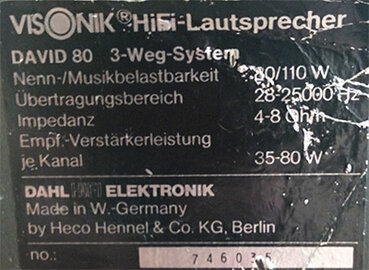 VISONIK® HiFi-Lautsprecher
DAVID 80 3-Weg-System
Nenn-/Musikbelastbarkeit 80/110 W
Übertragungsbereich 28-25000 Hz
Impedanz 4-8 Ohm
Empf.-Verstärkerleistung
je Kanal 35-80 W
DAHL ELEKTRONIK
Made in W.-Germany
by Heco Hennel & Co. KG, Berlin
no.: 746035